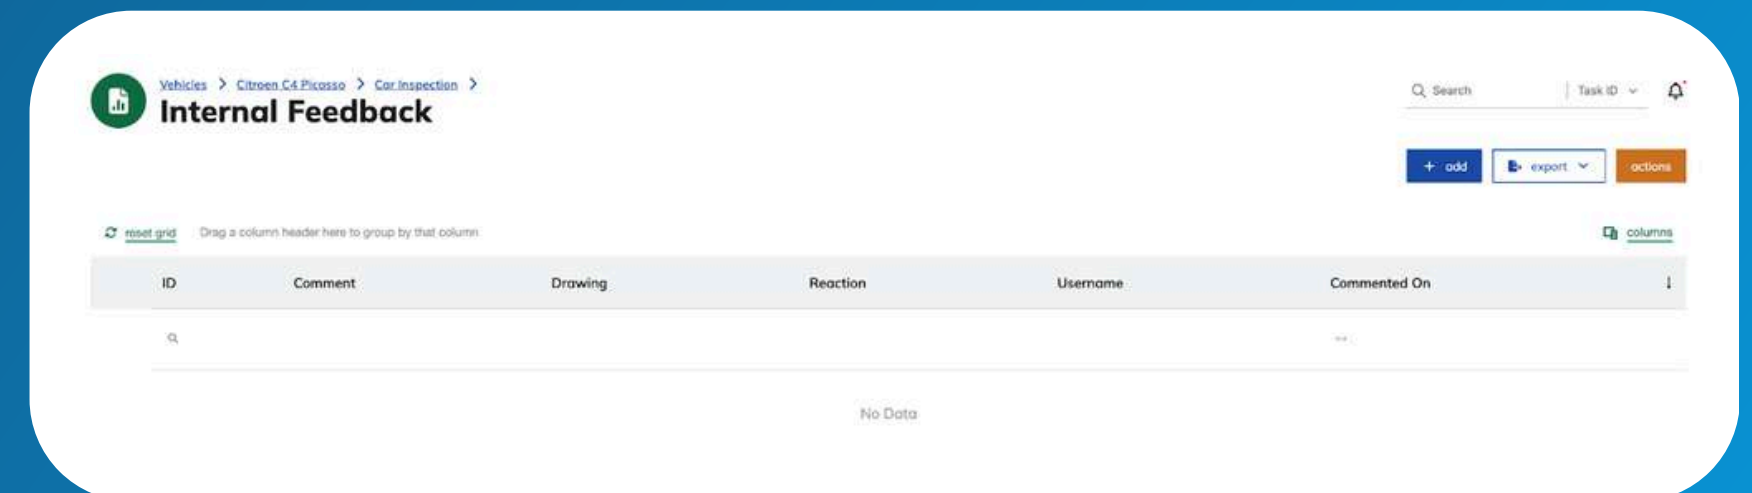 Vehicles > Citroen C4 Picasso > Car Inspection >
Internal Feedback
Search
Task ID
+ add
export
actions
reset grid
Drag a column header here to group by that column
columns
ID Comment Drawing Reaction Username Commented On
No Data